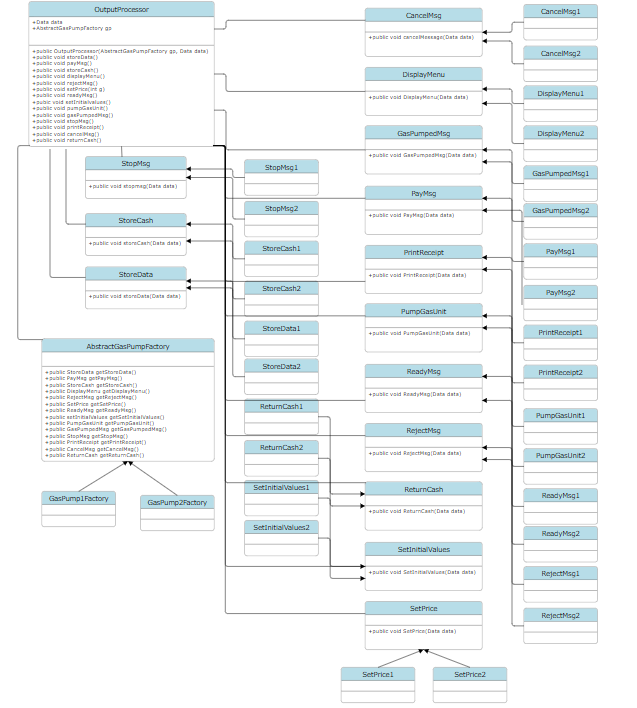 OutputProcessor
+Data data
+AbstractGasPumpFactory gp
+public OutputProcessor(AbstractGasPumpFactory gp, Data data)
+public void storeData()
+public void payMsg()
+public void storeCash()
+public void displayMenu()
+public void rejectMsg()
+public void setPrice(int g)
+public void readyMsg()
+public void setInitialvalues()
+public void pumpGasUnit()
+public void gasPumpedMsg()
+public void stopMsg()
+public void printReceipt()
+public void cancelMsg()
+public void returnCash()
StopMsg
+public void stopmsg(Data data)
StoreCash
+public void storeCash(Data data)
StoreData
+public void storeData(Data data)
AbstractGasPumpFactory
+public StoreData getStoreData()
+public PayMsg getPayMsg()
+public StoreCash getStoreCash()
+public DisplayMenu getDisplayMenu()
+public RejectMsg getRejectMsg()
+public SetPrice getSetPrice()
+public ReadyMsg getReadyMsg()
+public setInitialValues getSetInitialValues()
+public PumpGasUnit getPumpGasUnit()
+public GasPumpedMsg getGasPumpedMsg()
+public StopMsg getStopMsg()
+public PrintReceipt getPrintReceipt()
+public CancelMsg getCancelMsg()
+public ReturnCash getReturnCash()
GasPump1Factory
GasPump2Factory
StopMsg1
StopMsg2
StoreCash1
StoreCash2
StoreData1
StoreData2
ReturnCash1
ReturnCash2
SetInitialValues1
SetInitialValues2
CancelMsg
+public void cancelMessage(Data data)
DisplayMenu
+public void DisplayMenu(Data data)
GasPumpedMsg
+public void GasPumpedMsg(Data data)
PayMsg
+public void PayMsg(Data data)
PrintReceipt
+public void PrintReceipt(Data data)
PumpGasUnit
+public void PumpGasUnit(Data data)
ReadyMsg
+public void ReadyMsg(Data data)
RejectMsg
+public void RejectMsg(Data data)
ReturnCash
+public void ReturnCash(Data data)
SetInitialValues
+public void SetInitialValues(Data data)
SetPrice
+public void SetPrice(Data data)
SetPrice1
SetPrice2
CancelMsg1
CancelMsg2
DisplayMenu1
DisplayMenu2
GasPumpedMsg1
GasPumpedMsg2
PayMsg1
PayMsg2
PrintReceipt1
PrintReceipt2
PumpGasUnit1
PumpGasUnit2
ReadyMsg1
ReadyMsg2
RejectMsg1
RejectMsg2